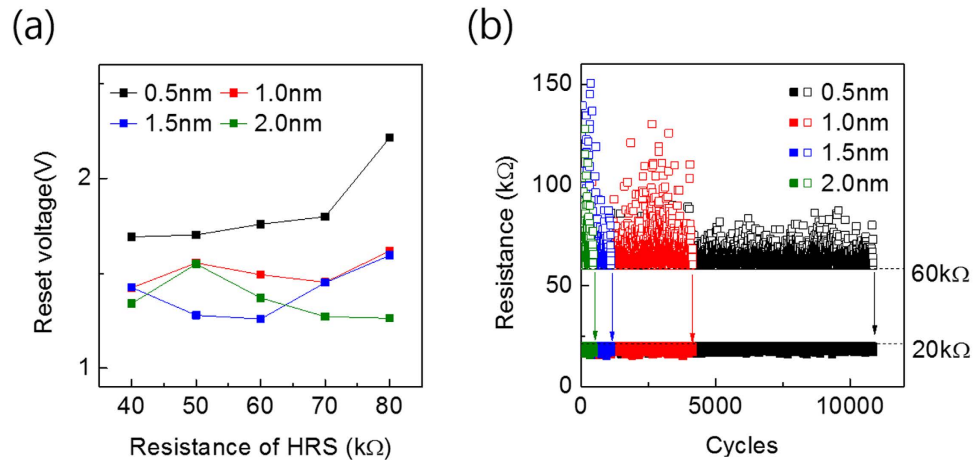 (a)
0.5nm 1.0nm
1.5nm 2.0nm
Reset voltage(V)
2
1
40 50 60 70 80
Resistance of HRS (kΩ)
(b)
0.5nm
1.0nm
1.5nm
2.0nm
Resistance (kΩ)
150
100
50
0
60kΩ
20kΩ
0 5000 10000
Cycles